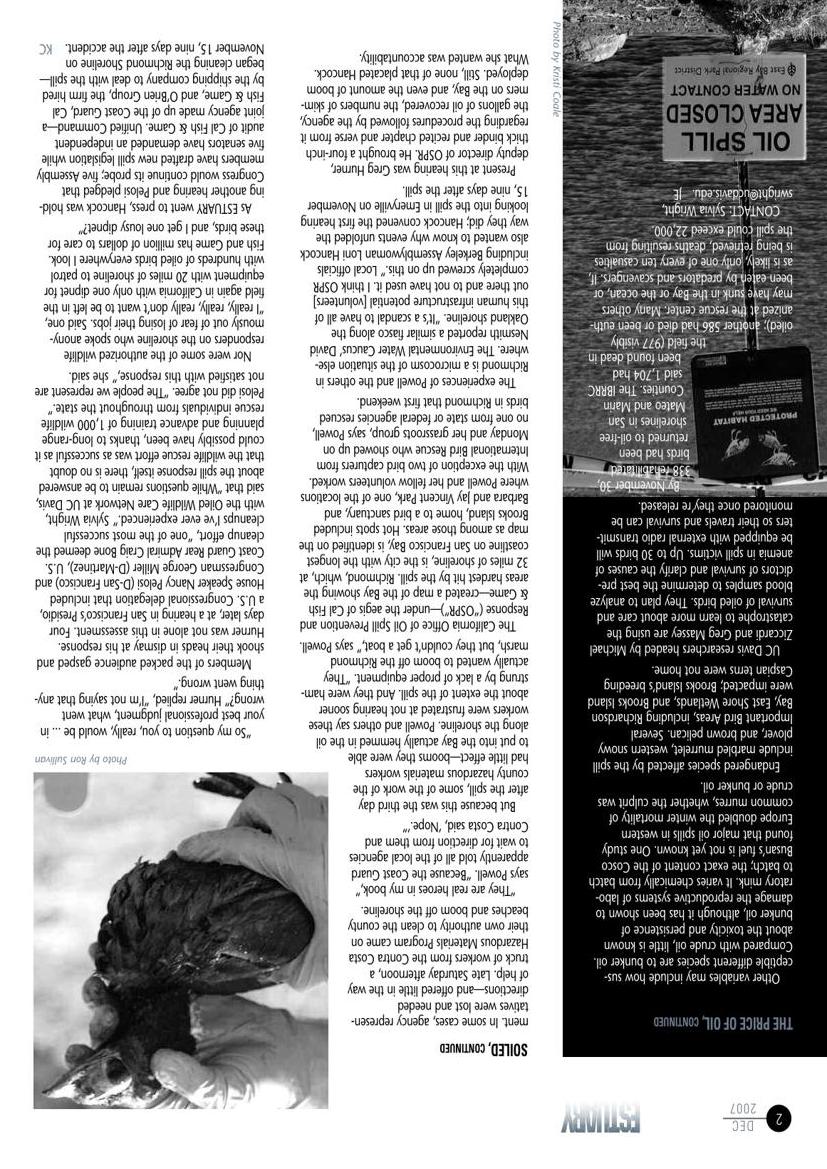 2
DEC
2007
ESTUARY
THE PRICE OF OIL, CONTINUED
Other variables may include how sus-
ceptible different species are to bunker oil.
Compared with crude oil, little is known
about the toxicity and persistence of
bunker oil, although it has been shown to
damage the reproductive systems of labo-
ratory mink. It varies chemically from batch
to batch; the exact content of the Cosco
Busan's fuel is not yet known. One study
found that major oil spills in western
Europe doubled the winter mortality of
common murres, whether the culprit was
crude or bunker oil.
Endangered species affected by the spill
include marbled murrelet, western snowy
plover, and brown pelican. Several
Important Bird Areas, including Richardson
Bay, East Shore Wetlands, and Brooks Island
were impacted; Brooks Island's breeding
Caspian terns were not home.
UC Davis researchers headed by Michael
Ziccardi and Greg Massey are using the
catastrophe to learn more about care and
survival of oiled birds. They plan to analyze
blood samples to determine the best pre-
dictors of survival and clarify the causes of
anemia in spill victims. Up to 30 birds will
be equipped with external radio transmit-
ters so their travels and survival can be
monitored once they're released.
By November 30,
338 rehabilitated
birds had been
returned to oil-free
shorelines in San
Mateo and Marin
Counties. The IBRRC
said 1,704 had
been found dead in
the field (977 visibly
oiled); another 586 had died or been euth-
anized at the rescue center. Many others
may have sunk in the Bay or the ocean, or
been eaten by predators and scavengers. If,
as is likely, only one of every ten casualties
is being retrieved, deaths resulting from
the spill could exceed 22,000.
CONTACT: Sylvia Wright,
swright@ucdavis.edu. JE
PROTECTED HABITAT
WE NEED YOUR HELP
OIL SPILL
AREA CLOSED
NO WATER CONTACT
East Bay Regional Park District
Photo by Kristi Coale
SOILED, CONTINUED
ment. In some cases, agency represen-
tatives were lost and needed
directions—and offered little in the way
of help. Late Saturday afternoon, a
truck of workers from the Contra Costa
Hazardous Materials Program came on
their own authority to clean the county
beaches and boom off the shoreline.
"They are real heroes in my book,"
says Powell. "Because the Coast Guard
apparently told all of the local agencies
to wait for direction from them and
Contra Costa said, 'Nope.'"
But because this was the third day
after the spill, some of the work of the
county hazardous materials workers
had little effect—booms they were able
to put into the Bay actually hemmed in the oil
along the shoreline. Powell and others say these
workers were frustrated at not hearing sooner
about the extent of the spill. And they were ham-
strung by a lack of proper equipment. "They
actually wanted to boom off the Richmond
marsh, but they couldn't get a boat," says Powell.
The California Office of Oil Spill Prevention and
Response ("OSPR")—under the aegis of Cal Fish
& Game—created a map of the Bay showing the
areas hardest hit by the spill. Richmond, which, at
32 miles of shoreline, is the city with the longest
coastline on San Francisco Bay, is identified on the
map as among those areas. Hot spots included
Brooks Island, home to a bird sanctuary, and
Barbara and Jay Vincent Park, one of the locations
where Powell and her fellow volunteers worked.
With the exception of two bird capturers from
International Bird Rescue who showed up on
Monday and her grassroots group, says Powell,
no one from state or federal agencies rescued
birds in Richmond that first weekend.
The experiences of Powell and the others in
Richmond is a microcosm of the situation else-
where. The Environmental Water Caucus' David
Nesmith reported a similar fiasco along the
Oakland shoreline. "It's a scandal to have all of
this human infrastructure potential [volunteers]
out there and to not have used it. I think OSPR
completely screwed up on this." Local officials
including Berkeley Assemblywoman Loni Hancock
also wanted to know why events unfolded the
way they did; Hancock convened the first hearing
looking into the spill in Emeryville on November
15, nine days after the spill.
Present at this hearing was Greg Hurner,
deputy director of OSPR. He brought a four-inch
thick binder and recited chapter and verse from it
regarding the procedures followed by the agency,
the gallons of oil recovered, the numbers of skim-
mers on the Bay, and even the amount of boom
deployed. Still, none of that placated Hancock.
What she wanted was accountability.
Photo by Ron Sullivan
"So my question to you, really, would be ... in
your best professional judgment, what went
wrong?" Hurner replied, "I'm not saying that any-
thing went wrong."
Members of the packed audience gasped and
shook their heads in dismay at his response.
Hurner was not alone in this assessment. Four
days later, at a hearing in San Francisco's Presidio,
a U.S. Congressional delegation that included
House Speaker Nancy Pelosi (D-San Francisco) and
Congressman George Miller (D-Martinez), U.S.
Coast Guard Rear Admiral Craig Bone deemed the
cleanup effort, "one of the most successful
cleanups I've ever experienced." Sylvia Wright,
with the Oiled Wildlife Care Network at UC Davis,
said that "While questions remain to be answered
about the spill response itself, there is no doubt
that the wildlife rescue effort was as successful as it
could possibly have been, thanks to long-range
planning and advance training of 1,000 wildlife
rescue individuals from throughout the state."
Pelosi did not agree. "The people we represent are
not satisfied with this response," she said.
Nor were some of the authorized wildlife
responders on the shoreline who spoke anony-
mously out of fear of losing their jobs. Said one,
"I really, really, really don't want to be left in the
field again in California with only one dipnet for
equipment with 20 miles of shoreline to patrol
with hundreds of oiled birds everywhere I look.
Fish and Game has million of dollars to care for
these birds, and I get one lousy dipnet?"
As ESTUARY went to press, Hancock was hold-
ing another hearing and Pelosi pledged that
Congress would continue its probe; five Assembly
members have drafted new spill legislation while
five senators have demanded an independent
audit of Cal Fish & Game. Unified Command—a
joint agency made up of the Coast Guard, Cal
Fish & Game, and O'Brien Group, the firm hired
by the shipping company to deal with the spill—
began cleaning the Richmond Shoreline on
November 15, nine days after the accident. KC